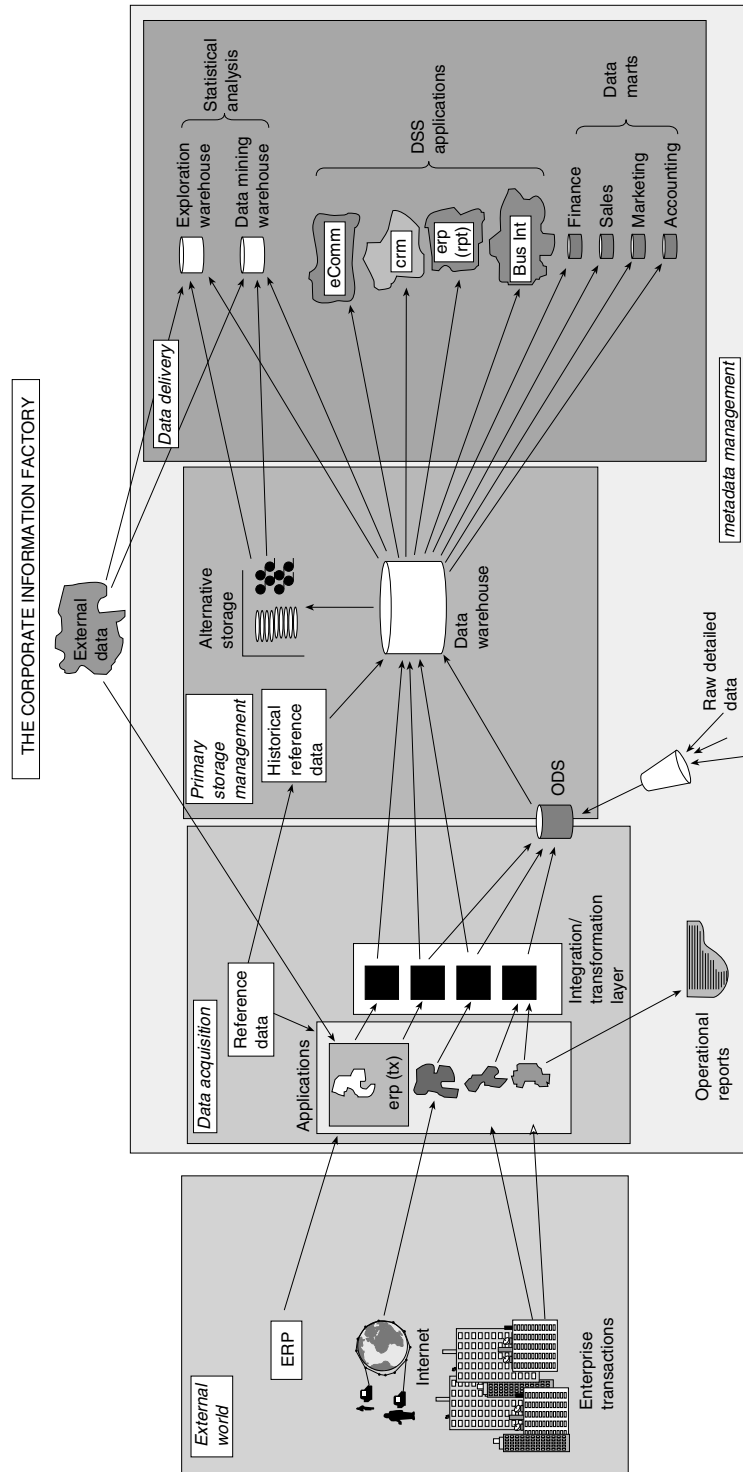 THE CORPORATE INFORMATION FACTORY
External
world
ERP
Internet
Enterprise
transactions
Data acquisition
Reference
data
Applications
erp (tx)
Integration/
transformation
layer
Operational
reports
External
data
Primary
storage
management
Historical
reference
data
Alternative
storage
Data
warehouse
ODS
Raw detailed
data
Data delivery
Exploration
warehouse
Data mining
warehouse
Statistical
analysis
eComm
crm
erp
(rpt)
Bus Int
DSS
applications
Finance
Sales
Marketing
Accounting
Data
marts
metadata management